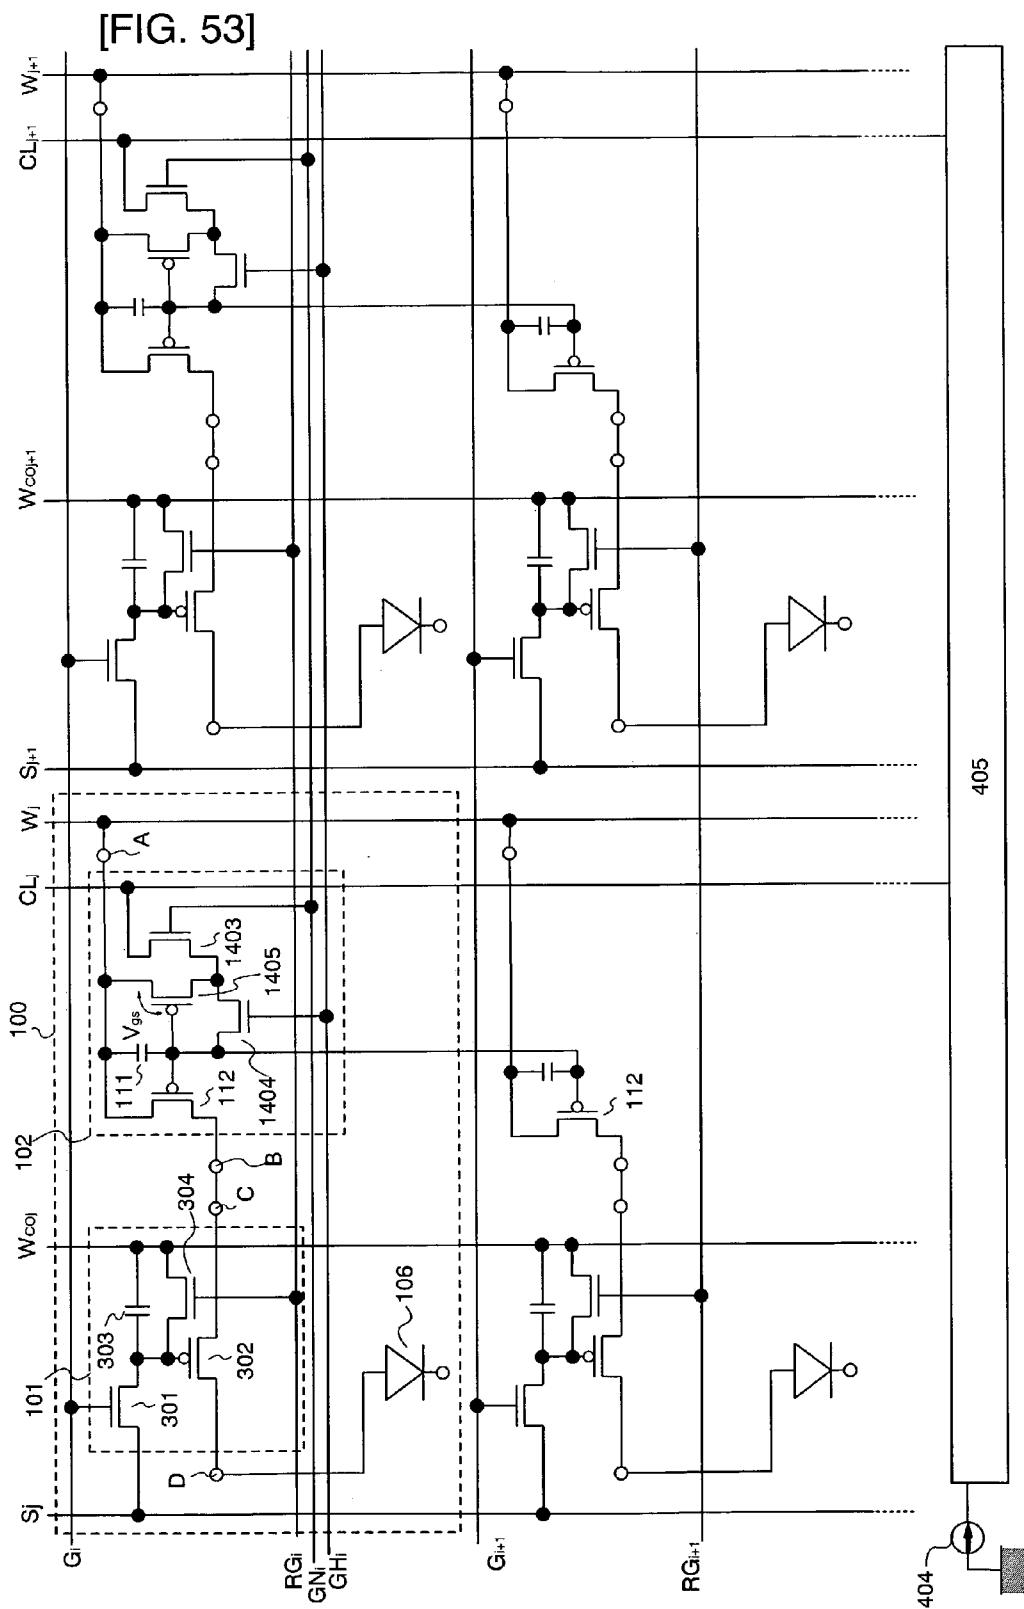 [FIG. 53]
Sj
Wcoj
CLj
Wj
Sj+1
Wcoj+1
CLj+1
Wj+1
100
101
102
Gi
301
303
304
302
D
C
B
A
111
112
Vgs
1403
1405
1404
106
RGi
GNi
GHi
Gi+1
112
RGi+1
404
405